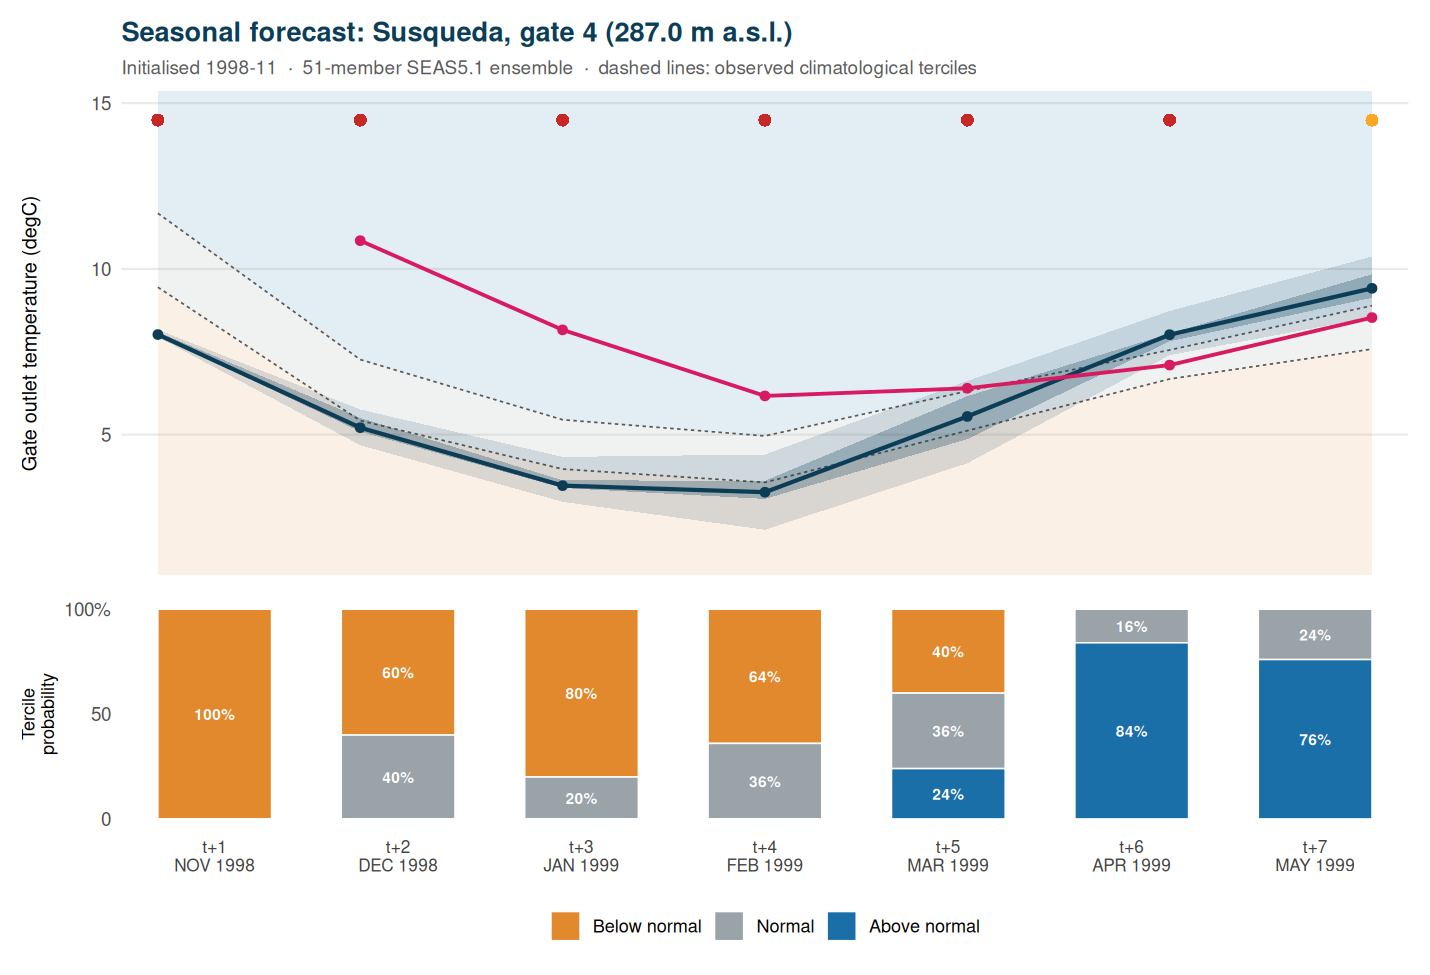 Seasonal forecast: Susqueda, gate 4 (287.0 m a.s.l.)
Initialised 1998-11 · 51-member SEAS5.1 ensemble · dashed lines: observed climatological terciles
Gate outlet temperature (degC)
15
10
5
Tercile
probability
100%
50
0
100%
60%
40%
80%
20%
64%
36%
40%
36%
24%
16%
84%
24%
76%
t+1
NOV 1998
t+2
DEC 1998
t+3
JAN 1999
t+4
FEB 1999
t+5
MAR 1999
t+6
APR 1999
t+7
MAY 1999
Below normal
Normal
Above normal